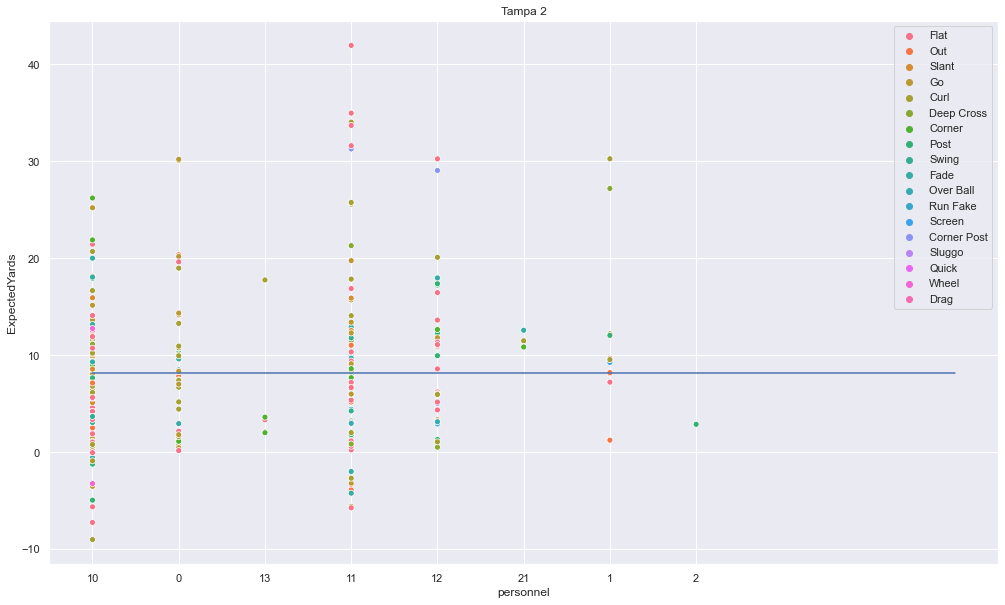 Tampa 2
40
30
20
10
0
−10
ExpectedYards
10 0 13 11 12 21 1 2
personnel
Flat
Out
Slant
Go
Curl
Deep Cross
Corner
Post
Swing
Fade
Over Ball
Run Fake
Screen
Corner Post
Sluggo
Quick
Wheel
Drag